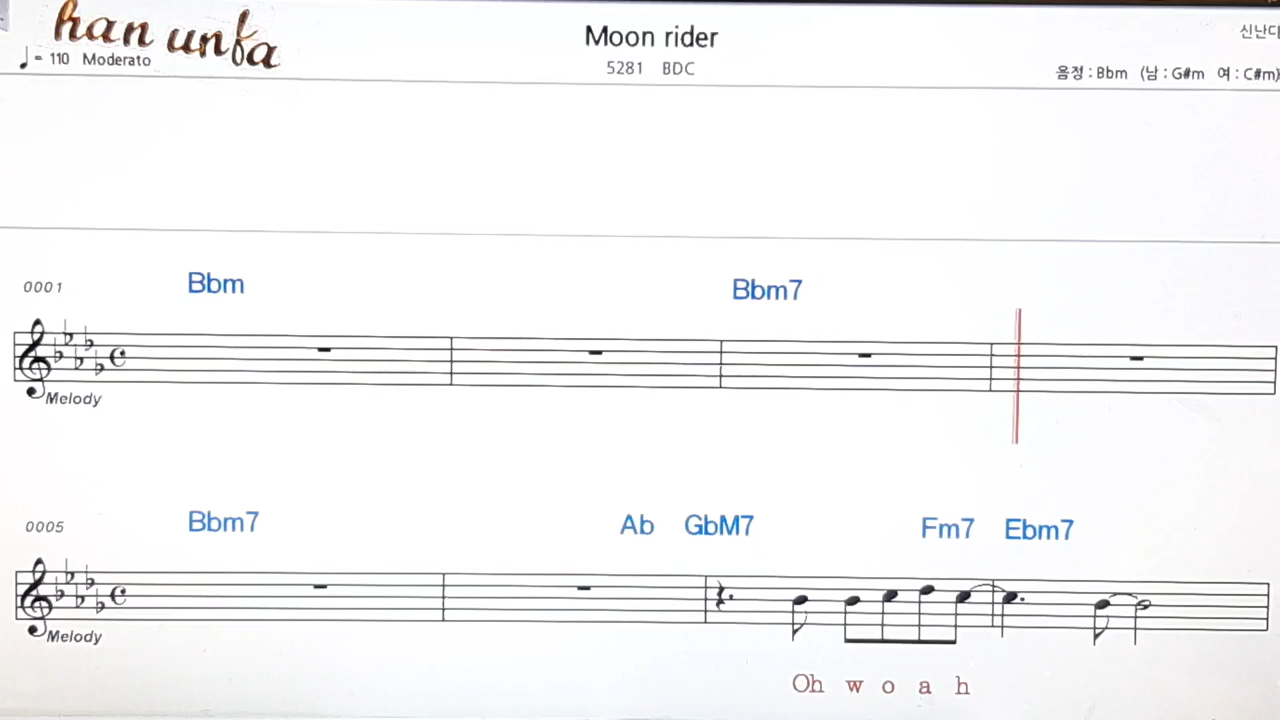 han unfa
Moon rider
신난다
♩= 110 Moderato
5281 BDC
음정 : Bbm (남 : G#m 여 : C#m)
0001 Bbm Bbm7
Melody
0005 Bbm7 Ab GbM7 Fm7 Ebm7
Melody
Oh w o a h